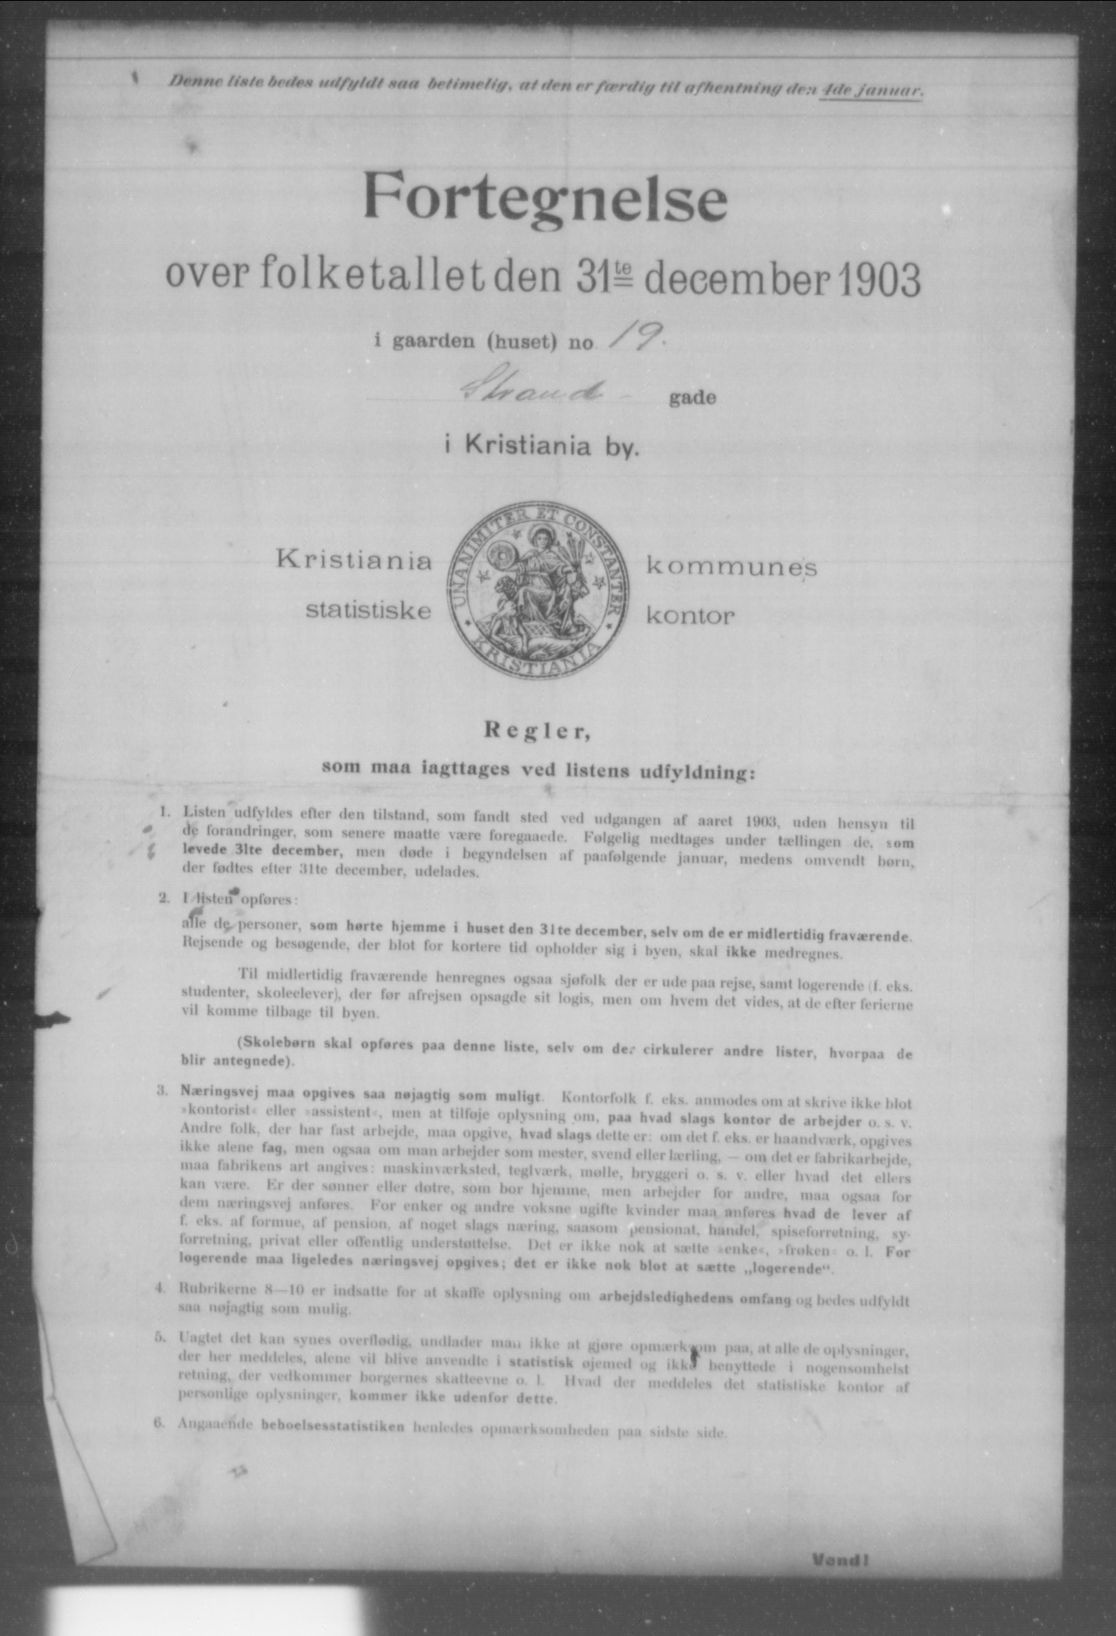 Denne liste bedes udfyldt saa betimelig, at den er færdig til afhentning den 4de januar.
Fortegnelse
over folketallet den 31te december 1903
i gaarden (huset) no 19.
Strand- gade
i Kristiania by.
UNANIMITER ET CONSTANTER
KRISTIANIA
Kristiania kommunes
statistiske kontor
Regler,
som maa iagttages ved listens udfyldning:
1. Listen udfyldes efter den tilstand, som fandt sted ved udgangen af aaret 1903, uden hensyn til
de forandringer, som senere maatte være foregaaede. Følgelig medtages under tællingen de, som
levede 31te december, men døde i begyndelsen af paafølgende januar, medens omvendt børn,
der fødtes efter 31te december, udelades.
2. I listen opføres:
alle de personer, som hørte hjemme i huset den 31te december, selv om de er midlertidig fraværende.
Rejsende og besøgende, der blot for kortere tid opholder sig i byen, skal ikke medregnes.
Til midlertidig fraværende henregnes ogsaa sjøfolk der er ude paa rejse, samt logerende (f. eks.
studenter, skoleelever), der før afrejsen opsagde sit logis, men om hvem det vides, at de efter ferierne
vil komme tilbage til byen.
(Skolebørn skal opføres paa denne liste, selv om der cirkulerer andre lister, hvorpaa de
blir antegnede).
3. Næringsvej maa opgives saa nøjagtig som muligt. Kontorfolk f. eks. anmodes om at skrive ikke blot
»kontorist« eller »assistent«, men at tilføje oplysning om, paa hvad slags kontor de arbejder o. s. v.
Andre folk, der har fast arbejde, maa opgive, hvad slags dette er: om det f. eks. er haandværk, opgives
ikke alene fag, men ogsaa om man arbejder som mester, svend eller lærling, — om det er fabrikarbejde,
maa fabrikens art angives: maskinværksted, teglværk, mølle, bryggeri o. s. v. eller hvad det ellers
kan være. Er der sønner eller døtre, som bor hjemme, men arbejder for andre, maa ogsaa for
dem næringsvej anføres. For enker og andre voksne ugifte kvinder maa anføres hvad de lever af
f. eks. af formue, af pension, af noget slags næring, saasom pensionat, handel, spiseforretning, sy-
forretning, privat eller offentlig understøttelse. Det er ikke nok at sætte »enke«, »frøken« o. l. For
logerende maa ligeledes næringsvej opgives; det er ikke nok blot at sætte „logerende“.
4. Rubrikerne 8—10 er indsatte for at skaffe oplysning om arbejdsledighedens omfang og bedes udfyldt
saa nøjagtig som mulig.
5. Uagtet det kan synes overflødig, undlader man ikke at gjøre opmærksom paa, at alle de oplysninger,
der her meddeles, alene vil blive anvendte i statistisk øjemed og ikke benyttede i nogensomhelst
retning, der vedkommer borgernes skatteevne o. l. Hvad der meddeles det statistiske kontor af
personlige oplysninger, kommer ikke udenfor dette.
6. Angaaende beboelsesstatistiken henledes opmærksomheden paa sidste side.
Vend!